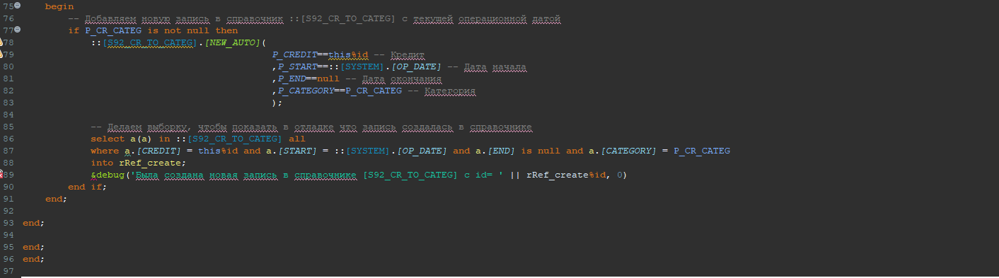 75 begin
76 -- Добавляем новую запись в справочник ::[S92_CR_TO_CATEG] с текущей операционной датой
77 if P_CR_CATEG is not null then
78 ::[S92_CR_TO_CATEG].[NEW_AUTO](
79 P_CREDIT==this%id -- Кредит
80 ,P_START==::[SYSTEM].[OP_DATE] -- Дата начала
81 ,P_END==null -- Дата окончания
82 ,P_CATEGORY==P_CR_CATEG -- Категория
83 );
84
85 -- Делаем выборку, чтобы показать в отладке что запись создалась в справочнике
86 select a(a) in ::[S92_CR_TO_CATEG] all
87 where a.[CREDIT] = this%id and a.[START] = ::[SYSTEM].[OP_DATE] and a.[END] is null and a.[CATEGORY] = P_CR_CATEG
88 into rRef_create;
89 &debug('Была создана новая запись в справочнике [S92_CR_TO_CATEG] с id= ' || rRef_create%id, 0)
90 end if;
91 end;
92
93 end;
94
95 end;
96 end;
97